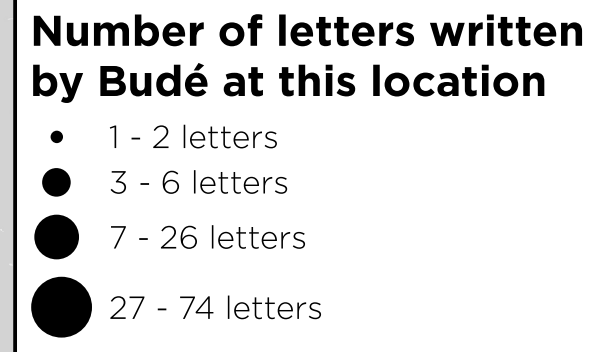 Number of letters written
by Budé at this location
1 - 2 letters
3 - 6 letters
7 - 26 letters
27 - 74 letters